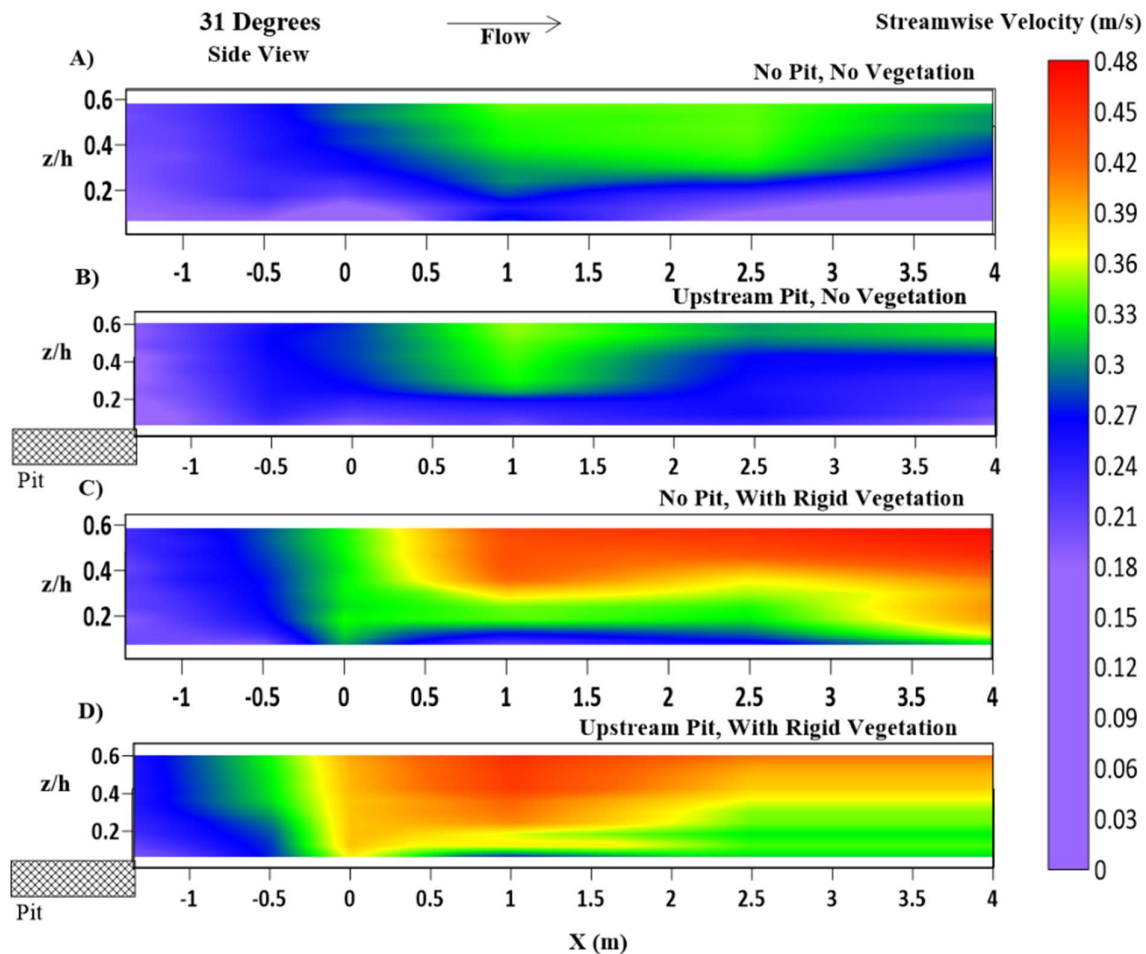 31 Degrees
Side View
Flow
Streamwise Velocity (m/s)
A)
No Pit, No Vegetation
z/h
0.6
0.4
0.2
-1 -0.5 0 0.5 1 1.5 2 2.5 3 3.5 4
B)
Upstream Pit, No Vegetation
z/h
0.6
0.4
0.2
-1 -0.5 0 0.5 1 1.5 2 2.5 3 3.5 4
Pit
C)
No Pit, With Rigid Vegetation
z/h
0.6
0.4
0.2
-1 -0.5 0 0.5 1 1.5 2 2.5 3 3.5 4
D)
Upstream Pit, With Rigid Vegetation
z/h
0.6
0.4
0.2
-1 -0.5 0 0.5 1 1.5 2 2.5 3 3.5 4
Pit
X (m)
0.48
0.45
0.42
0.39
0.36
0.33
0.3
0.27
0.24
0.21
0.18
0.15
0.12
0.09
0.06
0.03
0